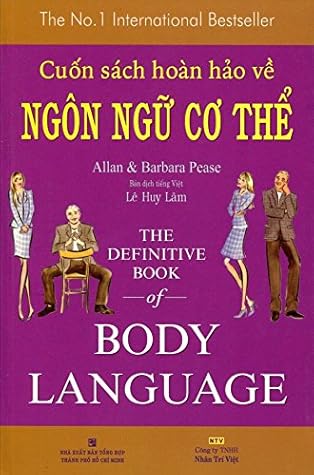 The No.1 International Bestseller
Cuốn sách hoàn hảo về
NGÔN NGỮ CƠ THỂ
Allan & Barbara Pease
Bản dịch tiếng Việt
Lê Huy Lâm
THE
DEFINITIVE
BOOK
of
BODY
LANGUAGE
NHÀ XUẤT BẢN TỔNG HỢP
THÀNH PHỐ HỒ CHÍ MINH
NTV
Công ty TNHH
Nhân Trí Việt